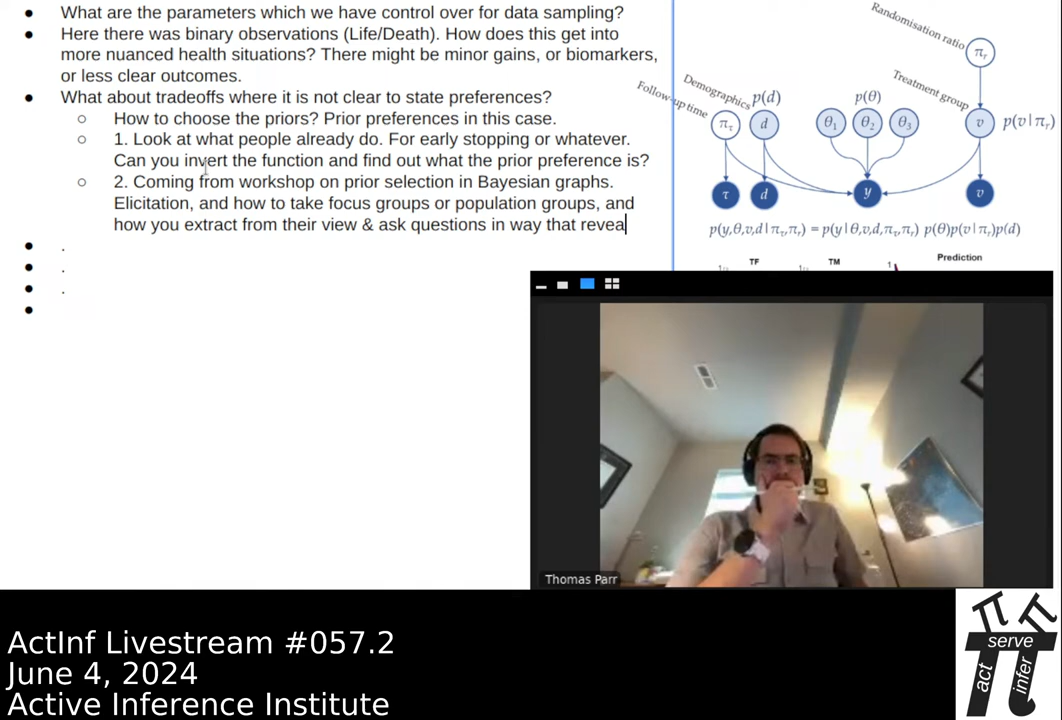 What are the parameters which we have control over for data sampling?
Here there was binary observations (Life/Death). How does this get into
more nuanced health situations? There might be minor gains, or biomarkers,
or less clear outcomes.
What about tradeoffs where it is not clear to state preferences?
How to choose the priors? Prior preferences in this case.
1. Look at what people already do. For early stopping or whatever.
Can you invert the function and find out what the prior preference is?
2. Coming from workshop on prior selection in Bayesian graphs.
Elicitation, and how to take focus groups or population groups, and
how you extract from their view & ask questions in way that revea
.
.
.
Randomisation ratio
πᵣ
Follow-up time
Demographics
p(d)
p(θ)
Treatment group
π_τ
d
θ₁
θ₂
θ₃
v
p(v|πᵣ)
τ
d
y
v
p(y,θ,v,d|π_τ,πᵣ) = p(y|θ,v,d,π_τ,πᵣ) p(θ)p(v|πᵣ)p(d)
TF
TM
Prediction
1
Thomas Parr
ActInf Livestream #057.2
June 4, 2024
Active Inference Institute
π
π
serve
act
infer